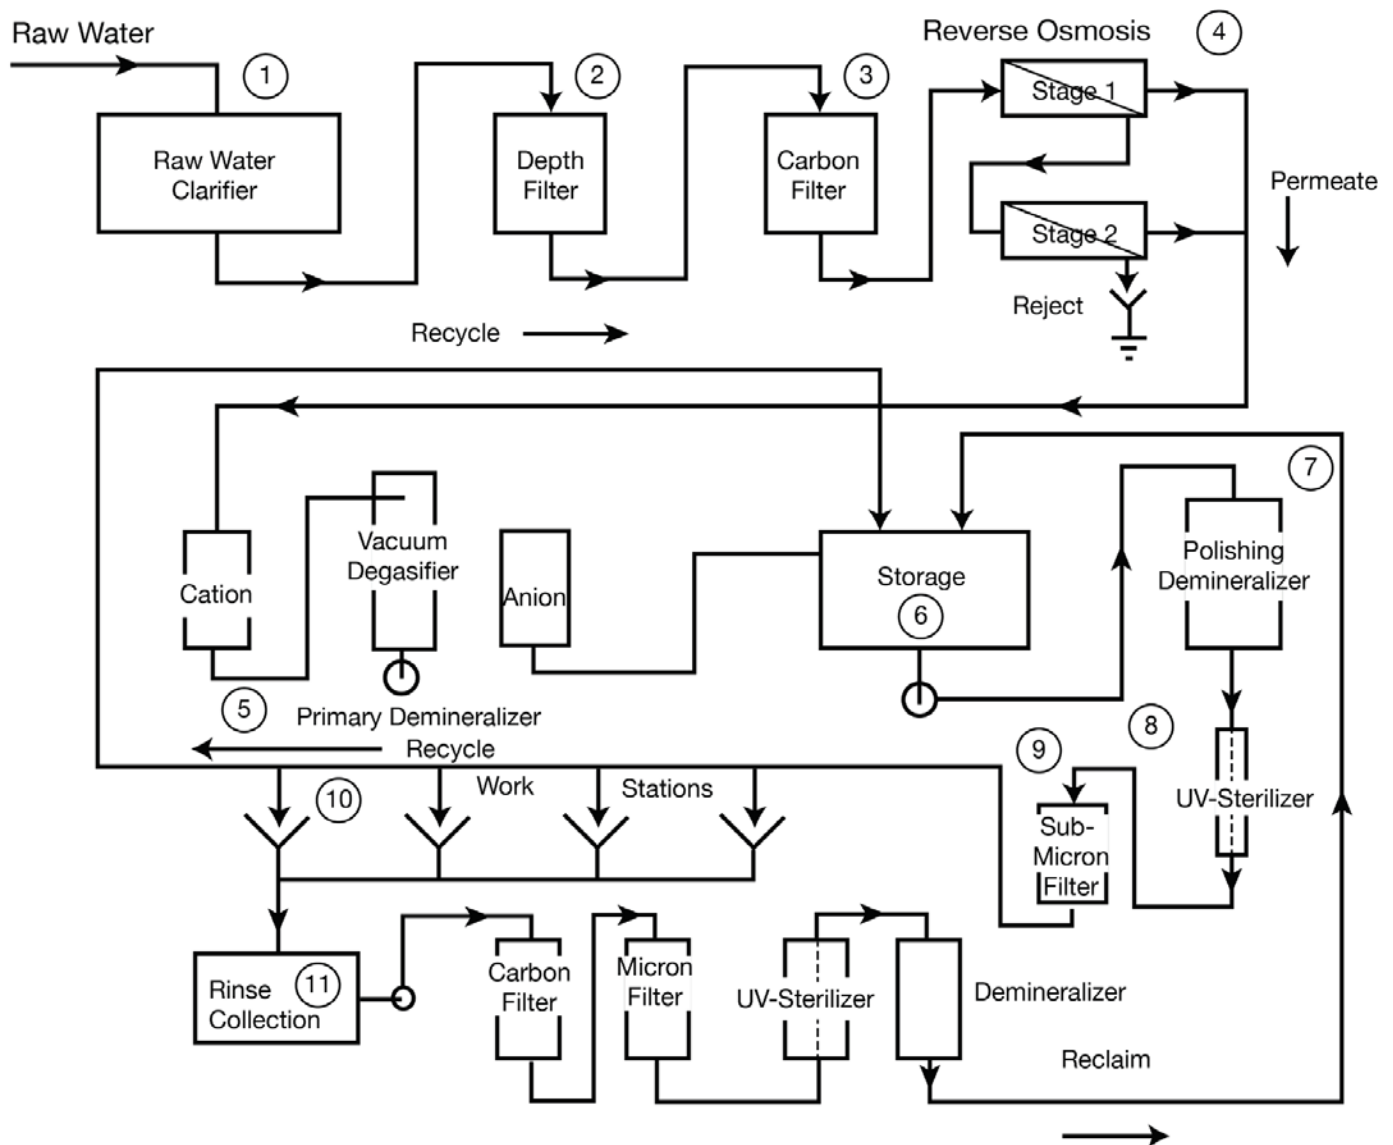 Raw Water
1
2
3
Reverse Osmosis
4
Raw Water
Clarifier
Depth
Filter
Carbon
Filter
Stage 1
Stage 2
Permeate
Reject
Recycle
Cation
Vacuum
Degasifier
Anion
Storage
6
7
Polishing
Demineralizer
5
Primary Demineralizer
8
9
Recycle
10
Work
Stations
UV-Sterilizer
Sub-
Micron
Filter
Rinse
Collection
11
Carbon
Filter
Micron
Filter
UV-Sterilizer
Demineralizer
Reclaim